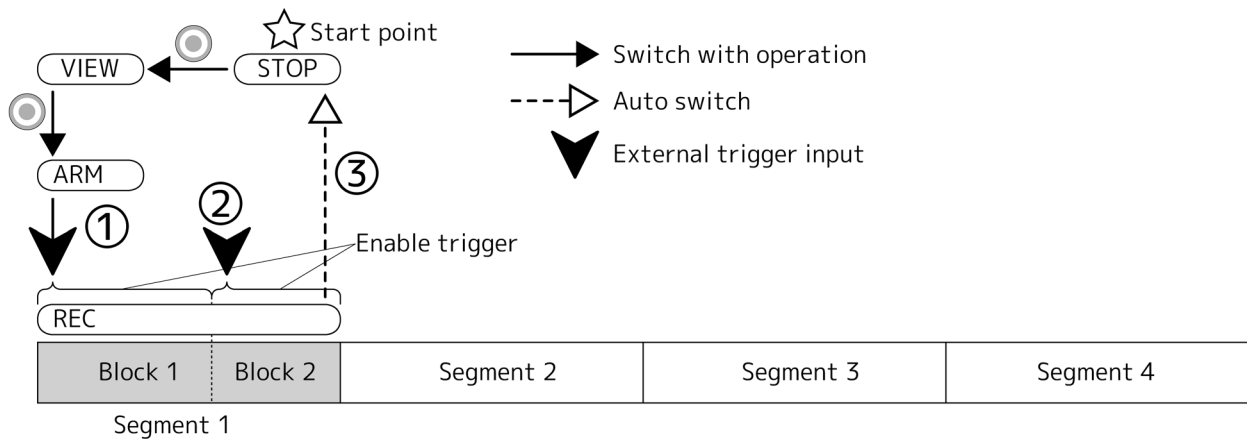 Start point
VIEW
STOP
Switch with operation
Auto switch
External trigger input
ARM
①
②
③
Enable trigger
REC
Block 1
Block 2
Segment 2
Segment 3
Segment 4
Segment 1